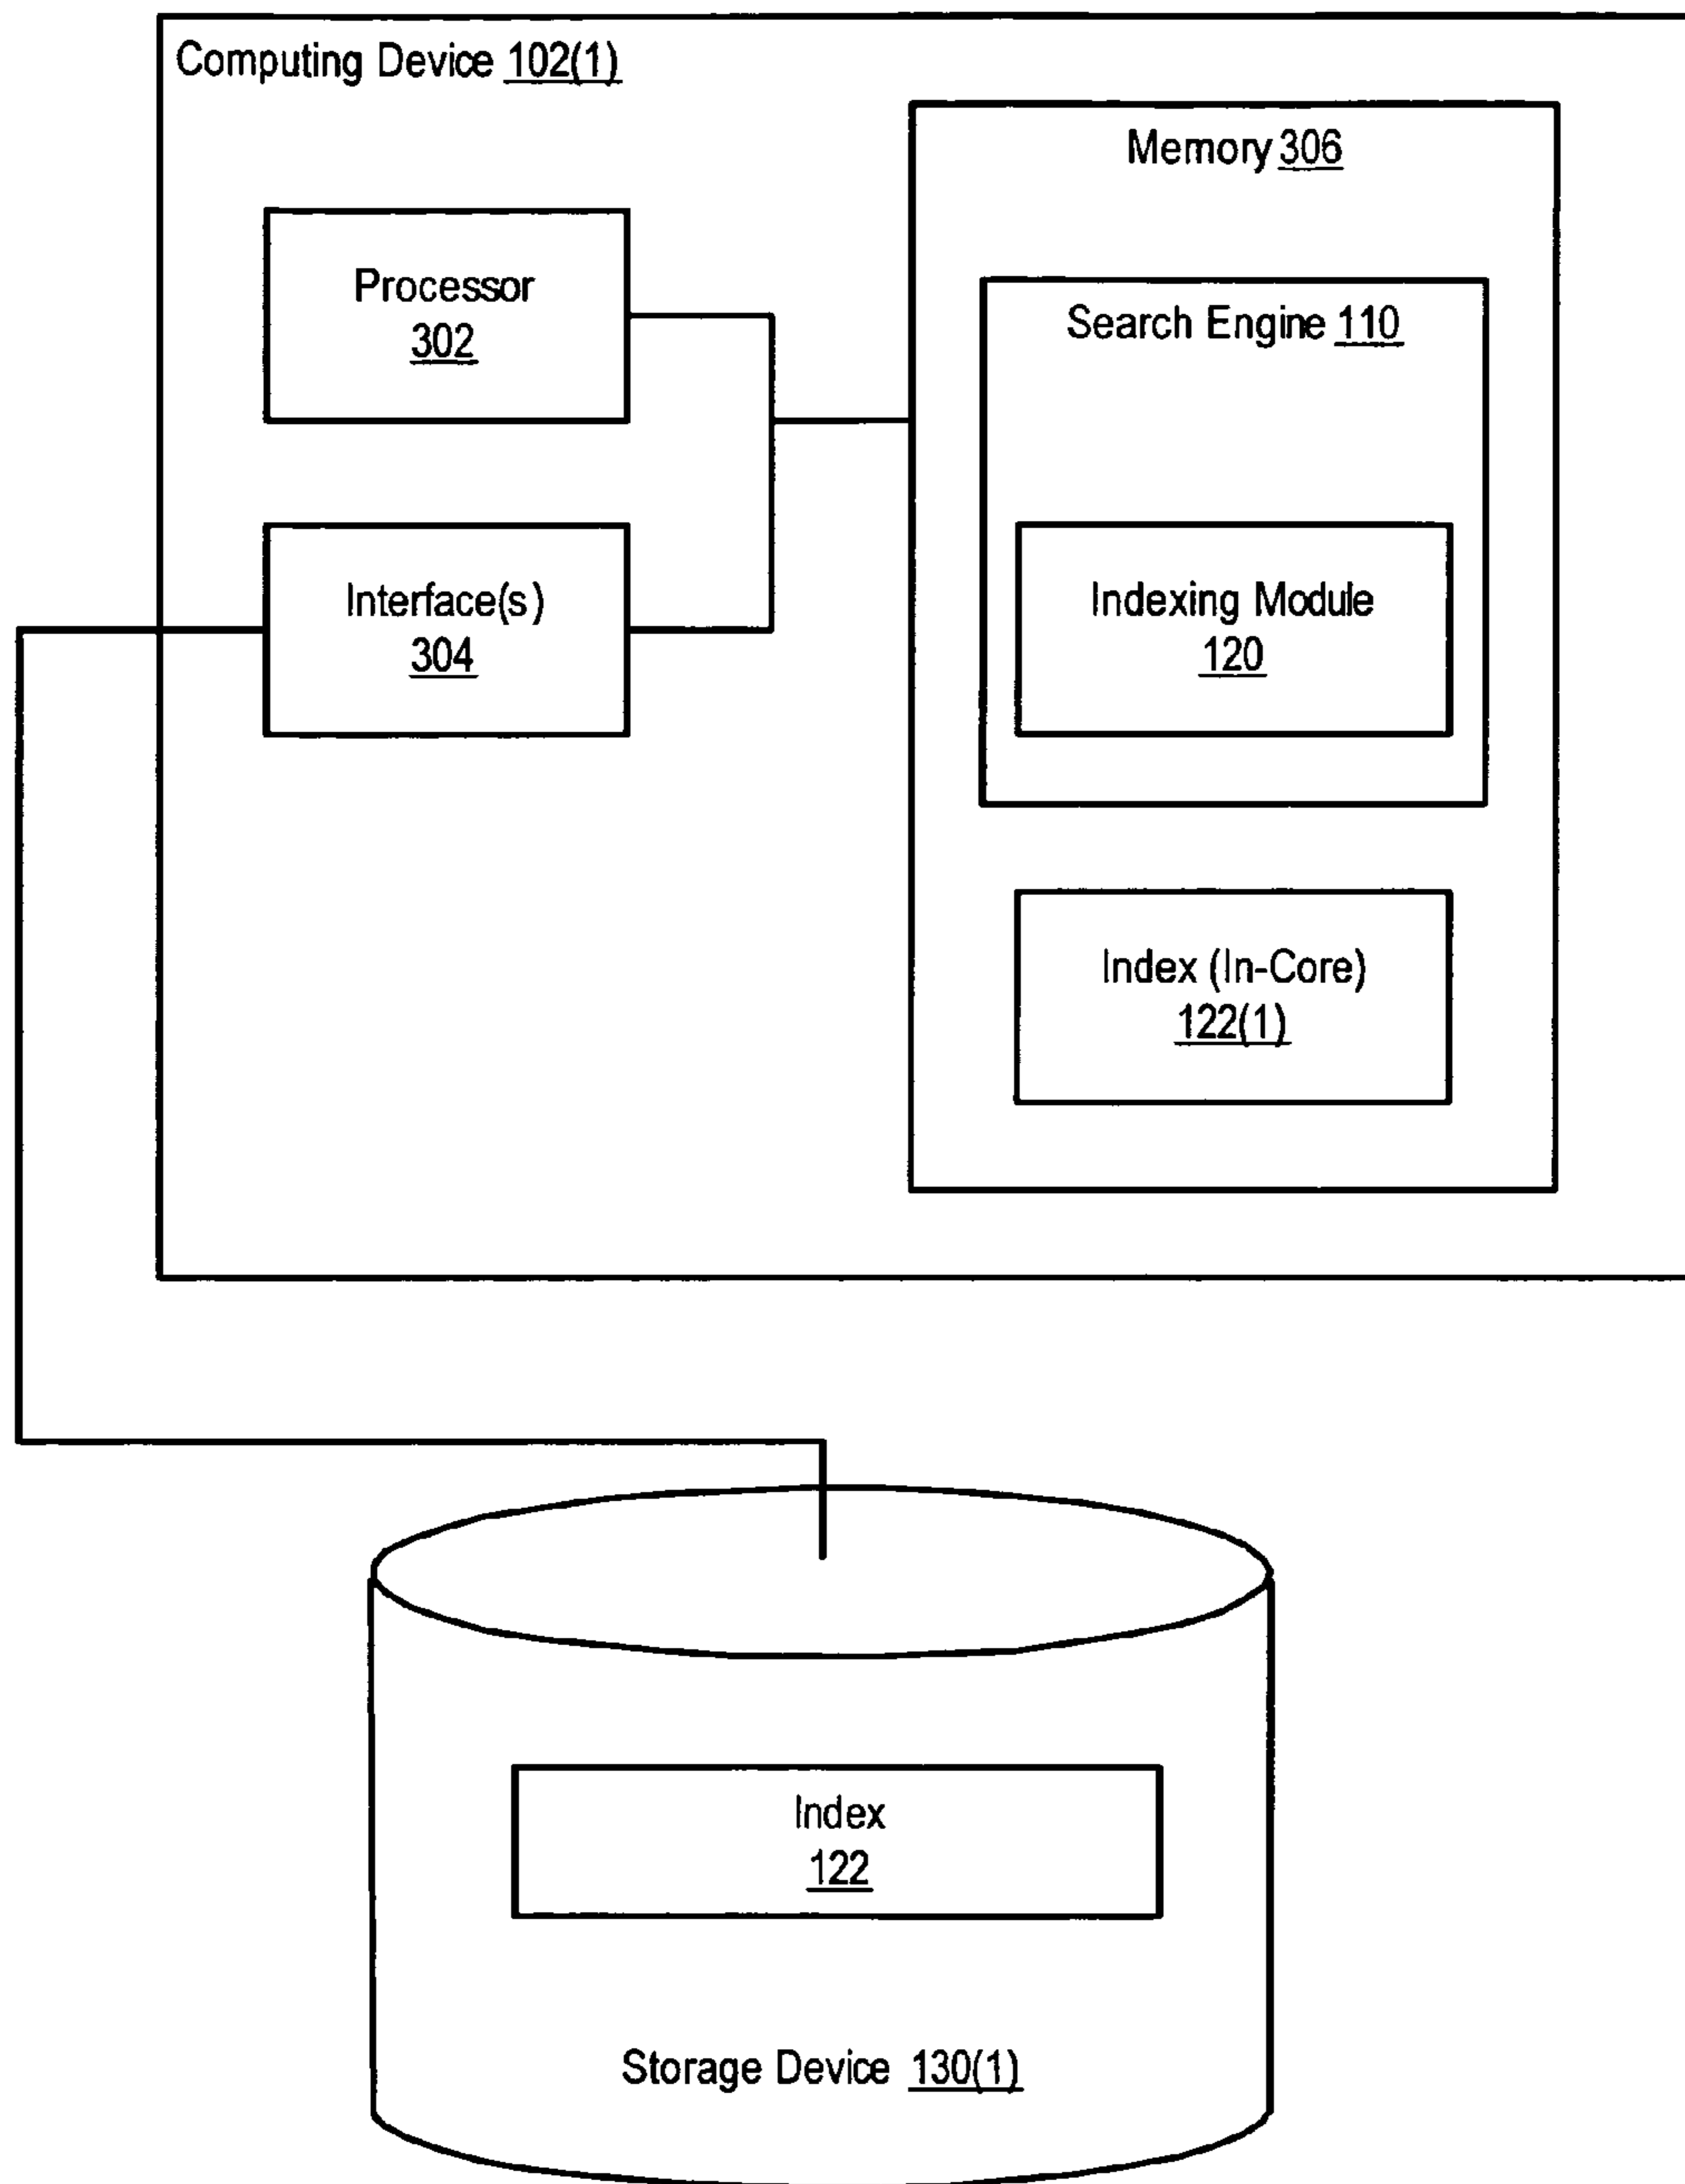 Computing Device 102(1)
Memory 306
Processor
302
Search Engine 110
Interface(s)
304
Indexing Module
120
Index (In-Core)
122(1)
Index
122
Storage Device 130(1)